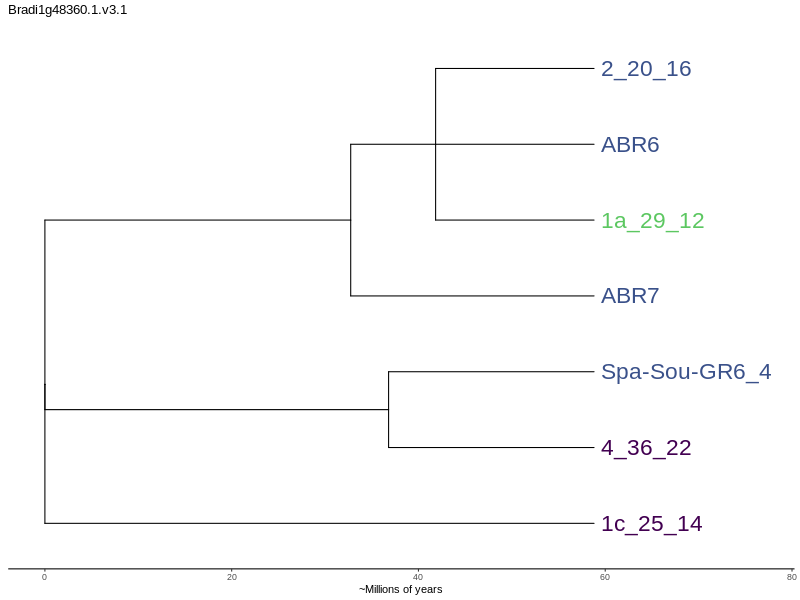 Bradi1g48360.1.v3.1
2_20_16
ABR6
1a_29_12
ABR7
Spa-Sou-GR6_4
4_36_22
1c_25_14
0 20 40 60 80
~Millions of years